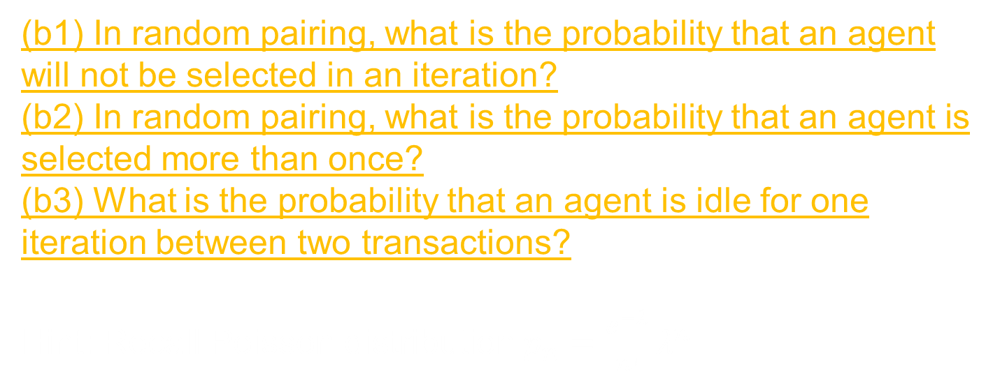 (b1) In random pairing, what is the probability that an agent
will not be selected in an iteration?
(b2) In random pairing, what is the probability that an agent is
selected more than once?
(b3) What is the probability that an agent is idle for one
iteration between two transactions?